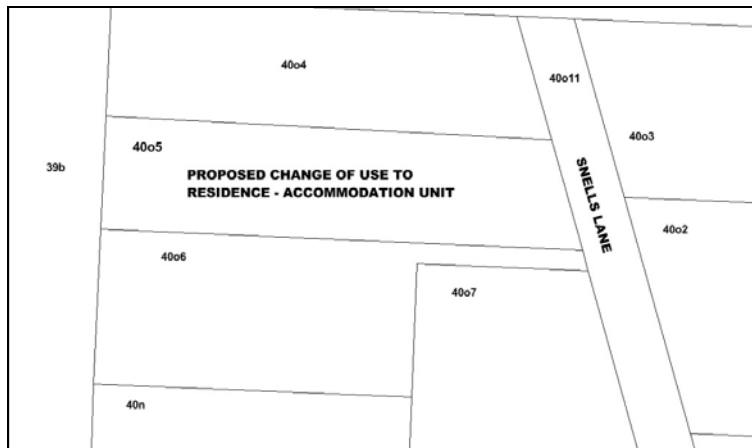 40o4
40o11
40o3
40o5
39b
PROPOSED CHANGE OF USE TO
RESIDENCE - ACCOMMODATION UNIT
SNELLS LANE
40o2
40o6
40o7
40n